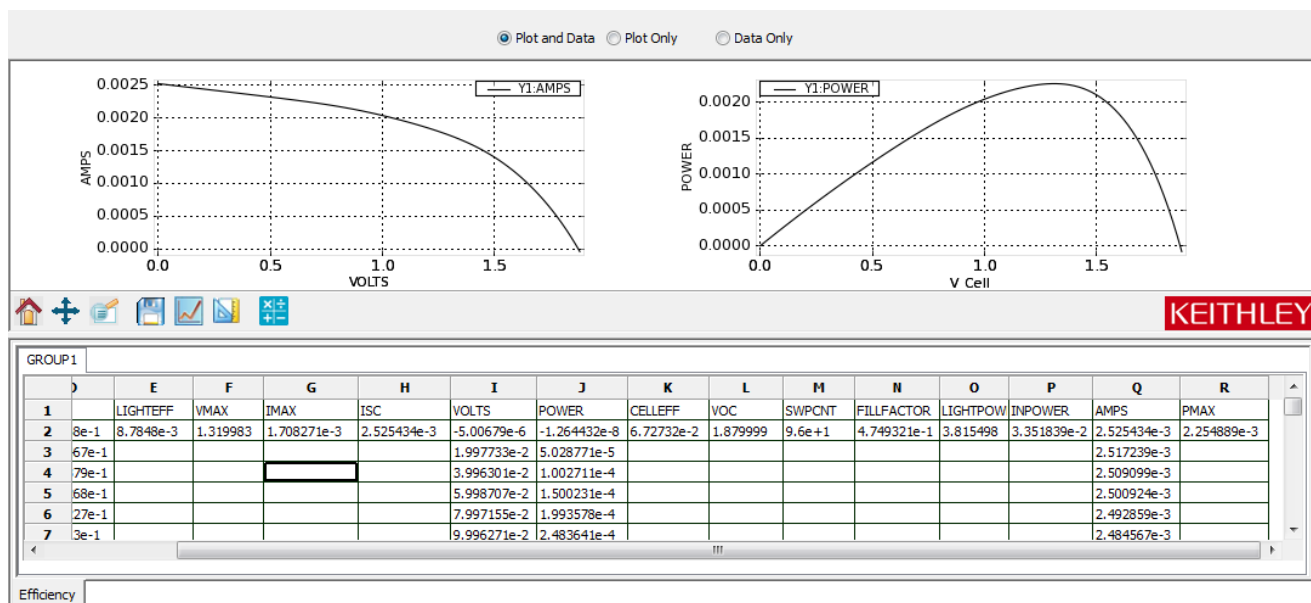 Plot and Data Plot Only Data Only
0.0025
0.0020
0.0015
0.0010
0.0005
0.0000
AMPS
Y1:AMPS
0.0 0.5 1.0 1.5
VOLTS
0.0020
0.0015
0.0010
0.0005
0.0000
POWER
Y1:POWER
0.0 0.5 1.0 1.5
V Cell
KEITHLEY
GROUP1
E F G H I J K L M N O P Q R
1 LIGHTEFF VMAX IMAX ISC VOLTS POWER CELLEFF VOC SWPCNT FILLFACTOR LIGHTPOW INPOWER AMPS PMAX
2 8e-1 8.7848e-3 1.319983 1.708271e-3 2.525434e-3 -5.00679e-6 -1.264432e-8 6.72732e-2 1.879999 9.6e+1 4.749321e-1 3.815498 3.351839e-2 2.525434e-3 2.254889e-3
3 67e-1 1.997733e-2 5.028771e-5 2.517239e-3
4 79e-1 3.996301e-2 1.002711e-4 2.509099e-3
5 68e-1 5.998707e-2 1.500231e-4 2.500924e-3
6 27e-1 7.997155e-2 1.993578e-4 2.492859e-3
7 3e-1 9.996271e-2 2.483641e-4 2.484567e-3
Efficiency